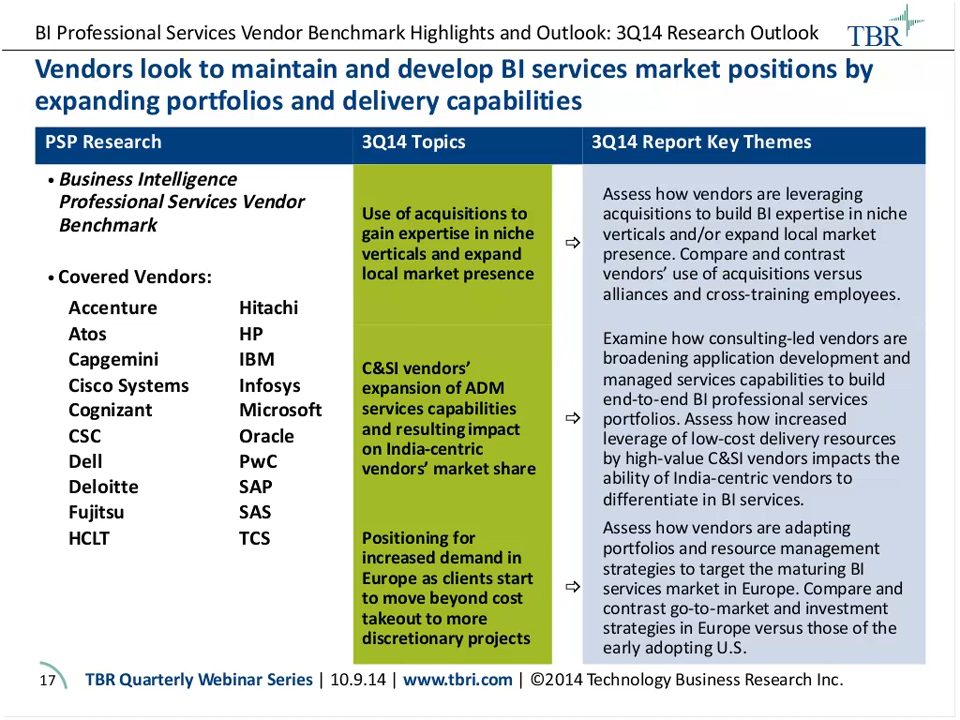 BI Professional Services Vendor Benchmark Highlights and Outlook: 3Q14 Research Outlook
TBR
Vendors look to maintain and develop BI services market positions by
expanding portfolios and delivery capabilities
PSP Research
3Q14 Topics
3Q14 Report Key Themes
• Business Intelligence
Professional Services Vendor
Benchmark
• Covered Vendors:
Accenture
Atos
Capgemini
Cisco Systems
Cognizant
CSC
Dell
Deloitte
Fujitsu
HCLT
Hitachi
HP
IBM
Infosys
Microsoft
Oracle
PwC
SAP
SAS
TCS
Use of acquisitions to
gain expertise in niche
verticals and expand
local market presence
⇨
Assess how vendors are leveraging
acquisitions to build BI expertise in niche
verticals and/or expand local market
presence. Compare and contrast
vendors’ use of acquisitions versus
alliances and cross-training employees.
C&SI vendors’
expansion of ADM
services capabilities
and resulting impact
on India-centric
vendors’ market share
⇨
Examine how consulting-led vendors are
broadening application development and
managed services capabilities to build
end-to-end BI professional services
portfolios. Assess how increased
leverage of low-cost delivery resources
by high-value C&SI vendors impacts the
ability of India-centric vendors to
differentiate in BI services.
Positioning for
increased demand in
Europe as clients start
to move beyond cost
takeout to more
discretionary projects
⇨
Assess how vendors are adapting
portfolios and resource management
strategies to target the maturing BI
services market in Europe. Compare and
contrast go-to-market and investment
strategies in Europe versus those of the
early adopting U.S.
17
TBR Quarterly Webinar Series | 10.9.14 | www.tbri.com | ©2014 Technology Business Research Inc.